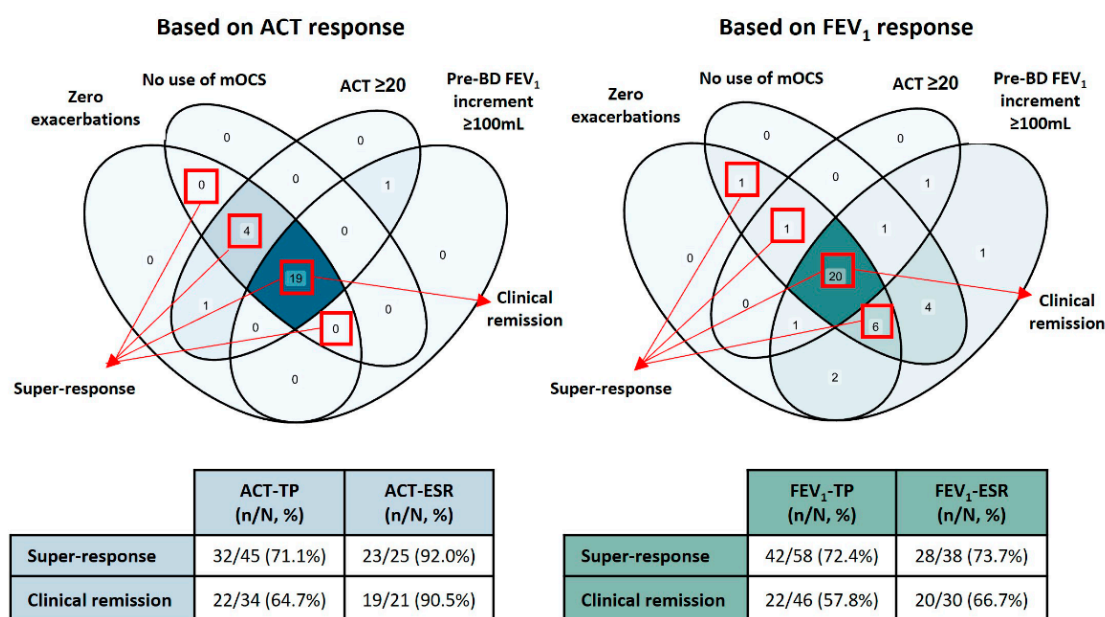 Based on ACT response
No use of mOCS
ACT ≥20
Pre-BD FEV₁
increment
≥100mL
Zero
exacerbations
0
0
0
0
1
0
4
0
0
19
1
0
0
0
0
Clinical
remission
Super-response
Based on FEV₁ response
No use of mOCS
ACT ≥20
Pre-BD FEV₁
increment
≥100mL
Zero
exacerbations
0
0
1
0
1
1
1
1
0
20
0
1
6
4
2
Clinical
remission
Super-response
ACT-TP
(n/N, %)
ACT-ESR
(n/N, %)
Super-response 32/45 (71.1%) 23/25 (92.0%)
Clinical remission 22/34 (64.7%) 19/21 (90.5%)
FEV₁-TP
(n/N, %)
FEV₁-ESR
(n/N, %)
Super-response 42/58 (72.4%) 28/38 (73.7%)
Clinical remission 22/46 (57.8%) 20/30 (66.7%)